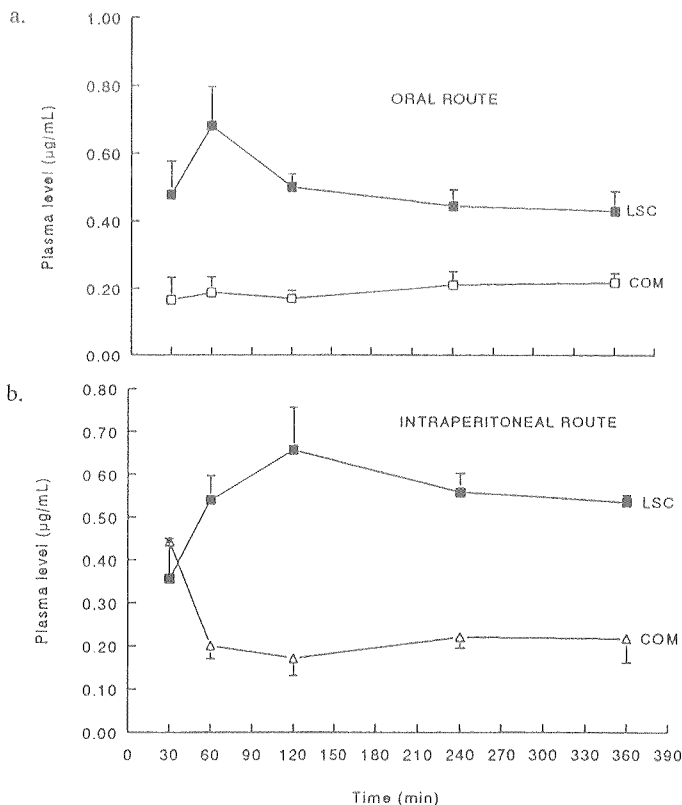 a.
1.00
0.80
0.60
0.40
0.20
0.00
Plasma level (µg/mL)
ORAL ROUTE
LSC
COM
b.
0.80
0.70
0.60
0.50
0.40
0.30
0.20
0.10
0.00
Plasma level (µg/mL)
INTRAPERITONEAL ROUTE
LSC
COM
0 30 60 90 120 150 180 210 240 270 300 330 360 390
Time (min)